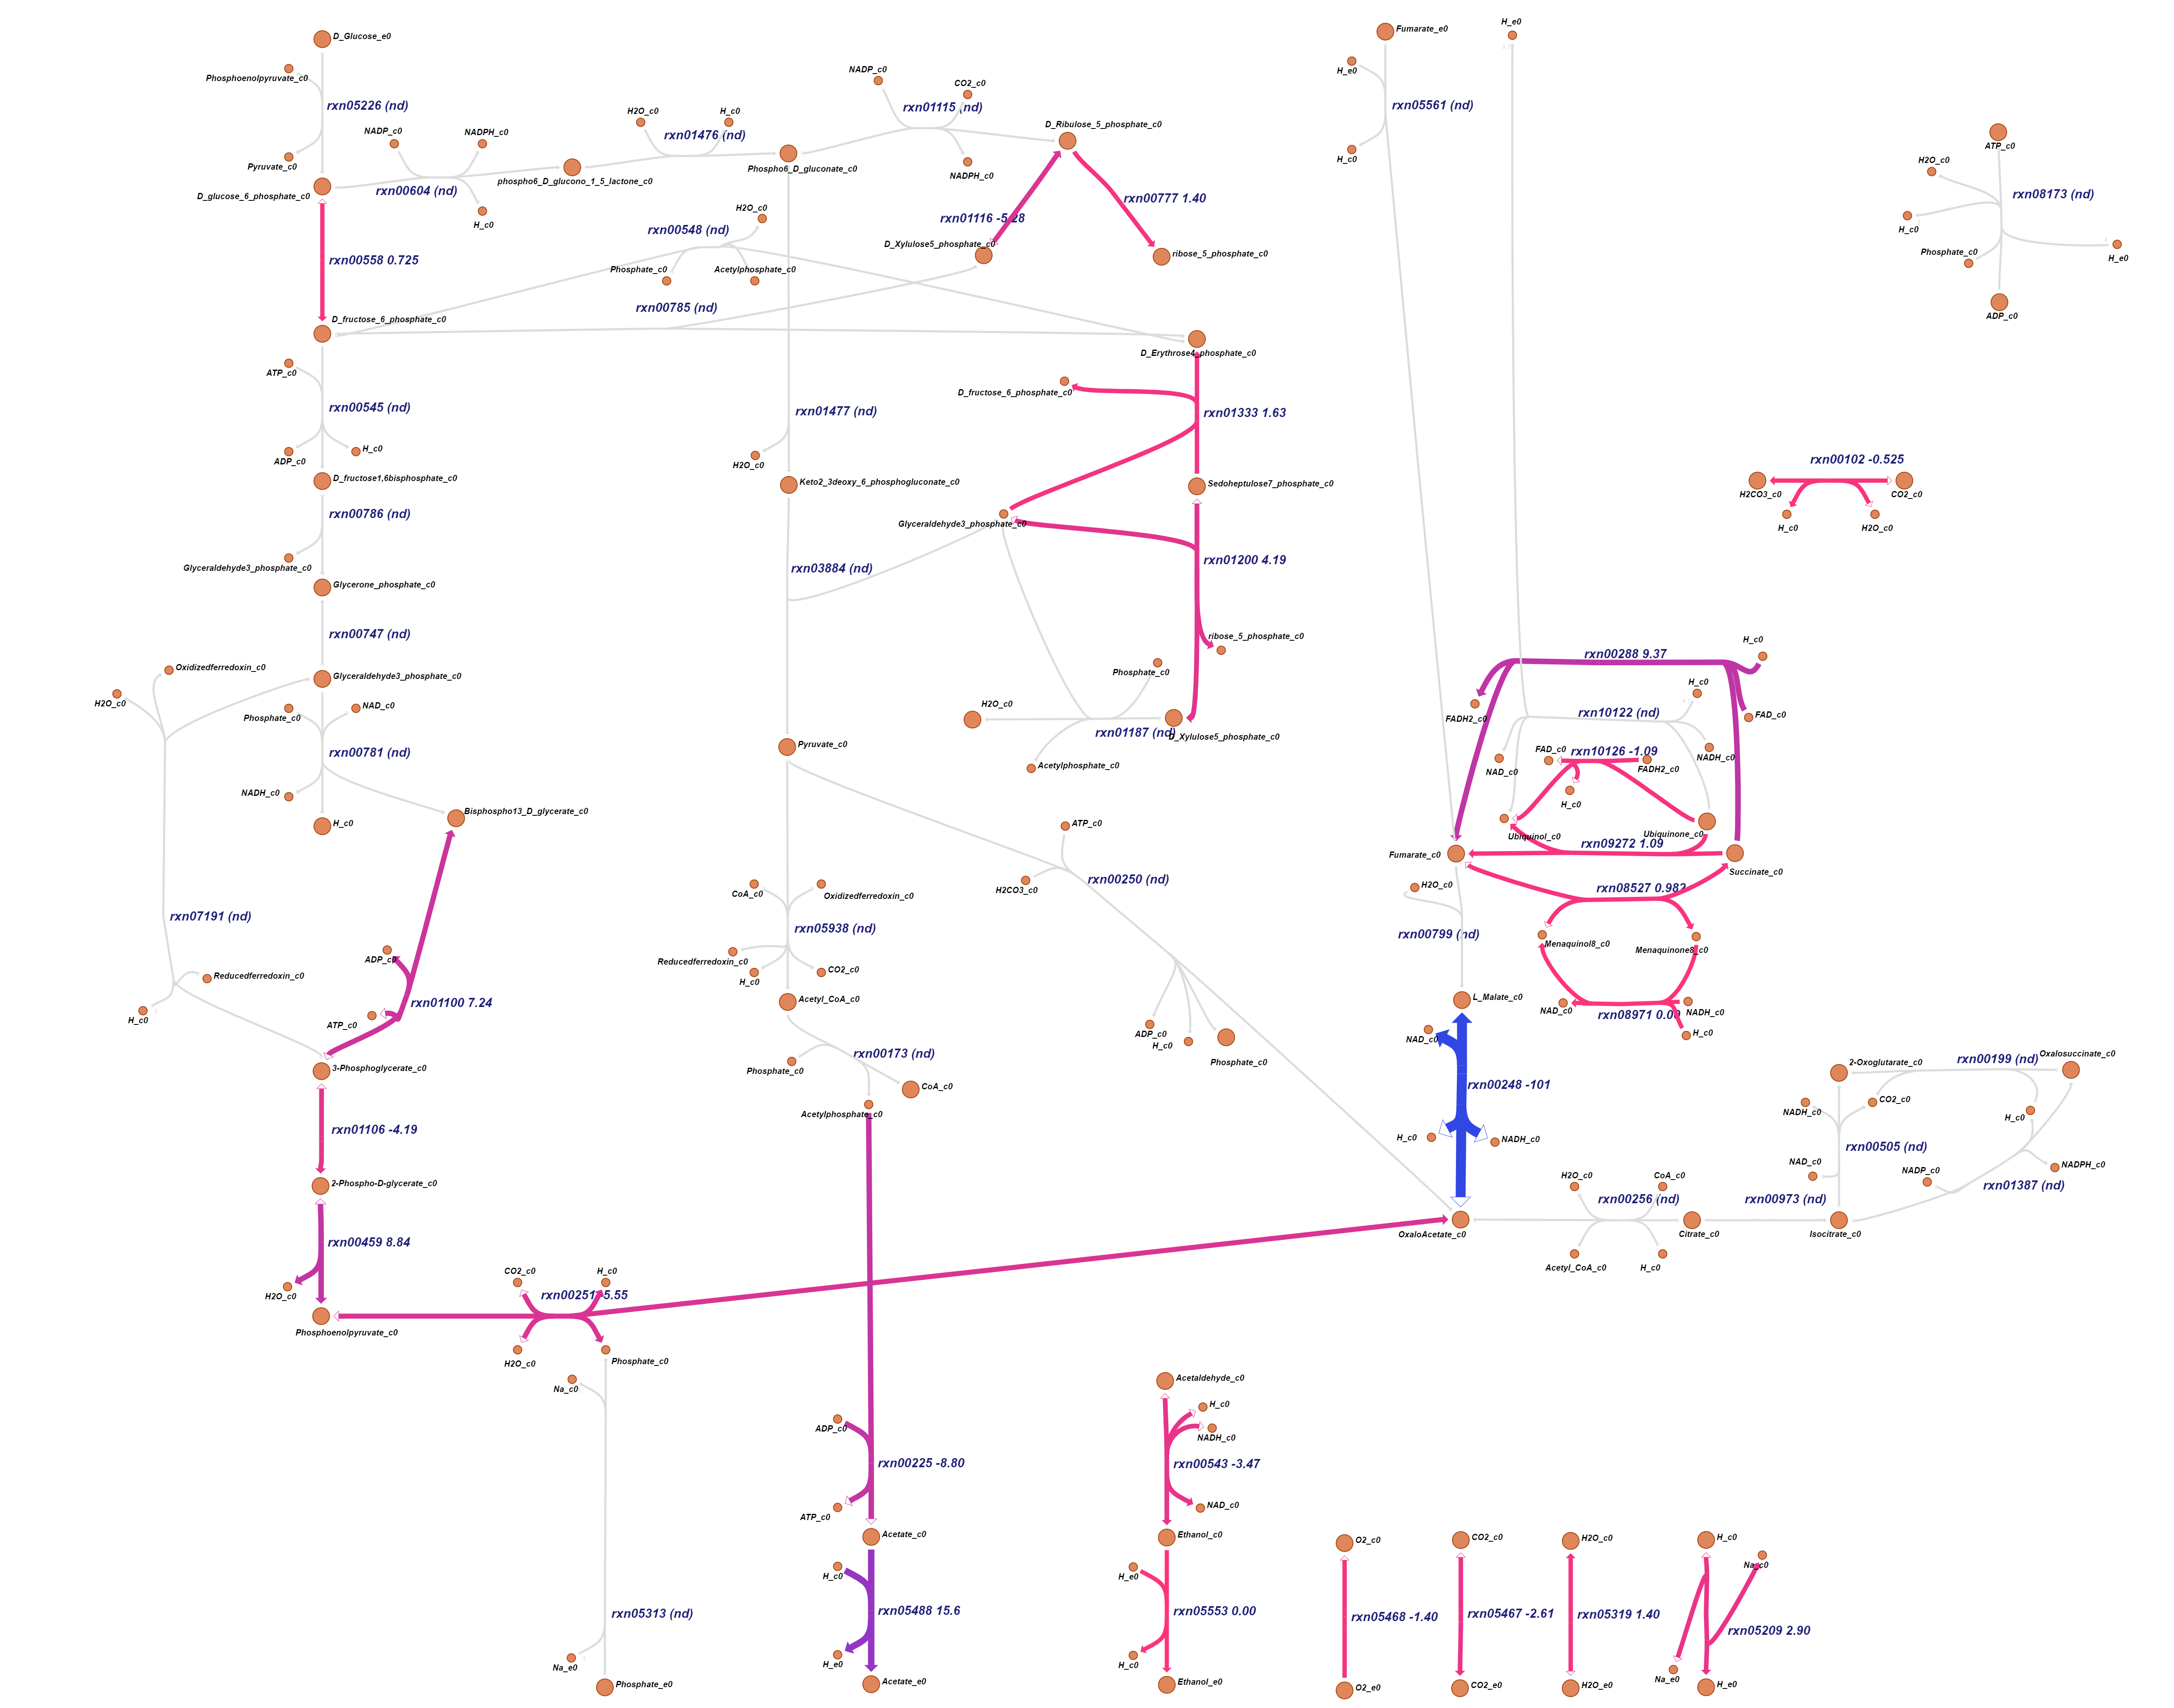 D_Glucose_e0
Phosphoenolpyruvate_c0
rxn05226 (nd)
Pyruvate_c0
D_glucose_6_phosphate_c0
NADP_c0
NADPH_c0
rxn00604 (nd)
H_c0
phospho6_D_glucono_1_5_lactone_c0
H2O_c0
H_c0
rxn01476 (nd)
Phospho6_D_gluconate_c0
NADP_c0
CO2_c0
rxn01115 (nd)
NADPH_c0
D_Ribulose_5_phosphate_c0
rxn01116 -5.28
rxn00777 1.40
D_Xylulose5_phosphate_c0
ribose_5_phosphate_c0
rxn00558 0.725
H2O_c0
rxn00548 (nd)
Phosphate_c0
Acetylphosphate_c0
rxn00785 (nd)
D_fructose_6_phosphate_c0
D_Erythrose4_phosphate_c0
ATP_c0
rxn00545 (nd)
ADP_c0
H_c0
D_fructose1,6bisphosphate_c0
rxn00786 (nd)
Glyceraldehyde3_phosphate_c0
Glycerone_phosphate_c0
rxn00747 (nd)
Glyceraldehyde3_phosphate_c0
Oxidizedferredoxin_c0
H2O_c0
Phosphate_c0
NAD_c0
rxn00781 (nd)
NADH_c0
H_c0
Bisphospho13_D_glycerate_c0
rxn07191 (nd)
Reducedferredoxin_c0
H_c0
ADP_c0
rxn01100 7.24
ATP_c0
3-Phosphoglycerate_c0
rxn01106 -4.19
2-Phospho-D-glycerate_c0
rxn00459 8.84
H2O_c0
Phosphoenolpyruvate_c0
CO2_c0
H_c0
rxn00251 5.55
H2O_c0
Phosphate_c0
Na_c0
rxn05313 (nd)
Na_e0
Phosphate_e0
rxn01477 (nd)
H2O_c0
Keto2_3deoxy_6_phosphogluconate_c0
rxn03884 (nd)
Pyruvate_c0
D_fructose_6_phosphate_c0
rxn01333 1.63
Sedoheptulose7_phosphate_c0
Glyceraldehyde3_phosphate_c0
rxn01200 4.19
ribose_5_phosphate_c0
Phosphate_c0
H2O_c0
rxn01187 (nd)
D_Xylulose5_phosphate_c0
Acetylphosphate_c0
CoA_c0
Oxidizedferredoxin_c0
rxn05938 (nd)
Reducedferredoxin_c0
H_c0
CO2_c0
Acetyl_CoA_c0
rxn00173 (nd)
Phosphate_c0
CoA_c0
Acetylphosphate_c0
ATP_c0
H2CO3_c0
rxn00250 (nd)
ADP_c0
H_c0
Phosphate_c0
ADP_c0
rxn00225 -8.80
ATP_c0
Acetate_c0
H_c0
rxn05488 15.6
H_e0
Acetate_e0
Acetaldehyde_c0
H_c0
NADH_c0
rxn00543 -3.47
NAD_c0
Ethanol_c0
H_e0
rxn05553 0.00
H_c0
Ethanol_e0
Fumarate_e0
H_e0
rxn05561 (nd)
H_c0
H_e0
ATP_c0
H2O_c0
rxn08173 (nd)
H_c0
H_e0
Phosphate_c0
ADP_c0
rxn00102 -0.525
H2CO3_c0
CO2_c0
H_c0
H2O_c0
H_c0
rxn00288 9.37
FADH2_c0
FAD_c0
H_c0
rxn10122 (nd)
NAD_c0
NADH_c0
FAD_c0
rxn10126 -1.09
FADH2_c0
H_c0
Ubiquinol_c0
Ubiquinone_c0
rxn09272 1.09
Fumarate_c0
Succinate_c0
rxn08527 0.982
H2O_c0
rxn00799 (nd)
Menaquinol8_c0
Menaquinone8_c0
NAD_c0
NADH_c0
rxn08971 0.00
H_c0
L_Malate_c0
NAD_c0
rxn00248 -101
H_c0
NADH_c0
OxaloAcetate_c0
H2O_c0
CoA_c0
rxn00256 (nd)
Acetyl_CoA_c0
H_c0
Citrate_c0
rxn00973 (nd)
Isocitrate_c0
2-Oxoglutarate_c0
rxn00199 (nd)
Oxalosuccinate_c0
NADH_c0
CO2_c0
H_c0
rxn00505 (nd)
NAD_c0
NADP_c0
NADPH_c0
rxn01387 (nd)
O2_c0
rxn05468 -1.40
O2_e0
CO2_c0
rxn05467 -2.61
CO2_e0
H2O_c0
rxn05319 1.40
H2O_e0
H_c0
Na_c0
rxn05209 2.90
Na_e0
H_e0